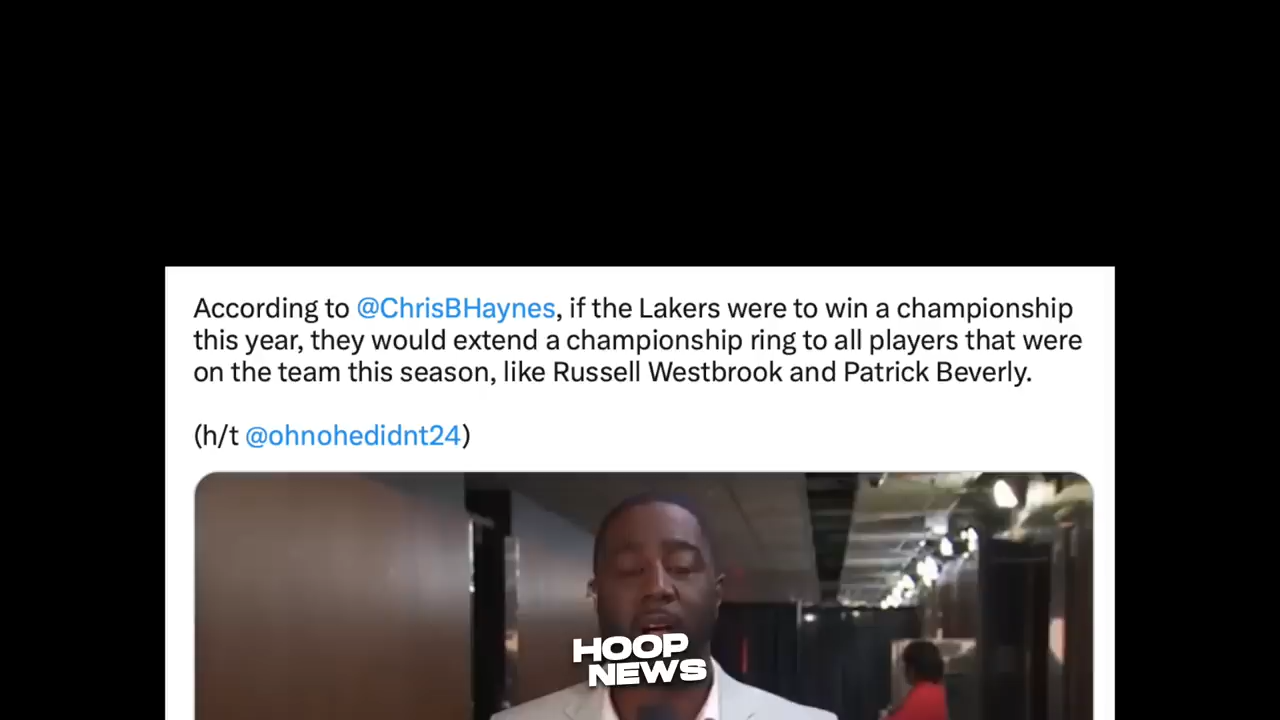 According to @ChrisBHaynes, if the Lakers were to win a championship
this year, they would extend a championship ring to all players that were
on the team this season, like Russell Westbrook and Patrick Beverly.
(h/t @ohnohedidnt24)
HOOP
NEWS